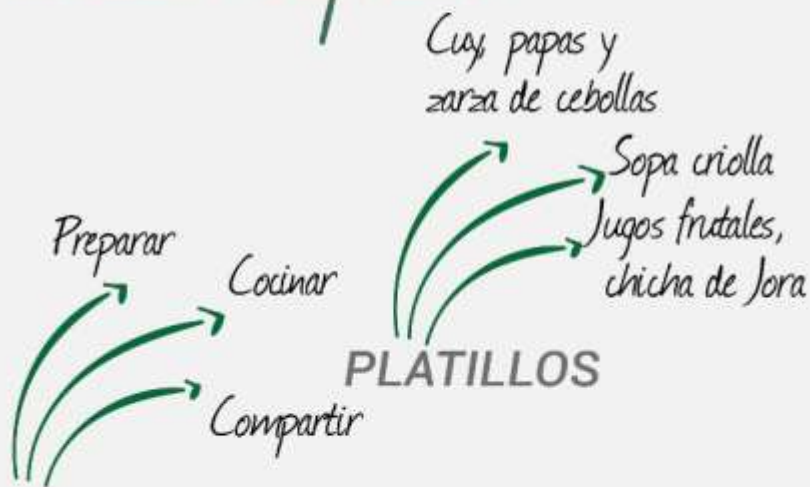 Cuy, papas y
zarza de cebollas
Sopa criolla
Jugos frutales,
chicha de Jora
Preparar
Cocinar
Compartir
PLATILLOS